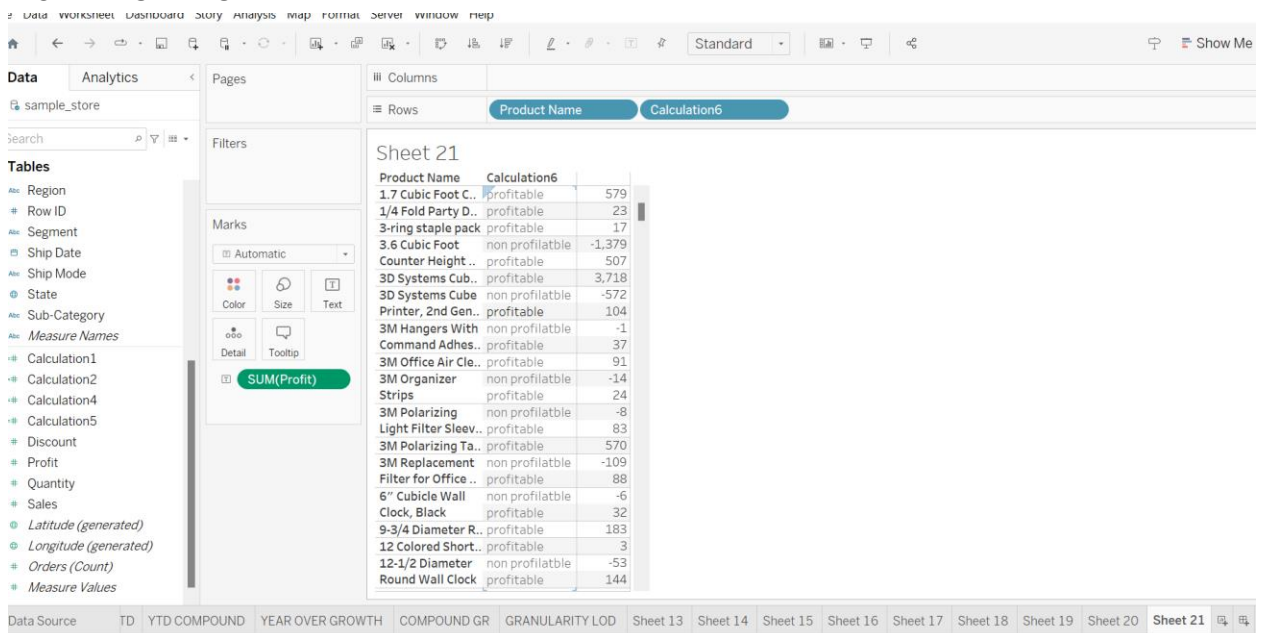 Data Worksheet Dashboard Story Analysis Map Format Server Window Help
Standard
Show Me
Data Analytics
sample_store
Search
Tables
Abc Region
# Row ID
Abc Segment
Ship Date
Abc Ship Mode
State
Abc Sub-Category
Abc Measure Names
Calculation1
Calculation2
Calculation4
Calculation5
# Discount
# Profit
# Quantity
# Sales
Latitude (generated)
Longitude (generated)
# Orders (Count)
# Measure Values
Pages
Filters
Marks
Automatic
Color Size Text
Detail Tooltip
SUM(Profit)
Columns
Rows Product Name Calculation6
Sheet 21
Product Name Calculation6
1.7 Cubic Foot C.. profitable 579
1/4 Fold Party D.. profitable 23
3-ring staple pack profitable 17
3.6 Cubic Foot non profilatble -1,379
Counter Height .. profitable 507
3D Systems Cub.. profitable 3,718
3D Systems Cube non profilatble -572
Printer, 2nd Gen.. profitable 104
3M Hangers With non profilatble -1
Command Adhes.. profitable 37
3M Office Air Cle.. profitable 91
3M Organizer non profilatble -14
Strips profitable 24
3M Polarizing non profilatble -8
Light Filter Sleev.. profitable 83
3M Polarizing Ta.. profitable 570
3M Replacement non profilatble -109
Filter for Office .. profitable 88
6" Cubicle Wall non profilatble -6
Clock, Black profitable 32
9-3/4 Diameter R.. profitable 183
12 Colored Short.. profitable 3
12-1/2 Diameter non profilatble -53
Round Wall Clock profitable 144
Data Source TD YTD COMPOUND YEAR OVER GROWTH COMPOUND GR GRANULARITY LOD Sheet 13 Sheet 14 Sheet 15 Sheet 16 Sheet 17 Sheet 18 Sheet 19 Sheet 20 Sheet 21